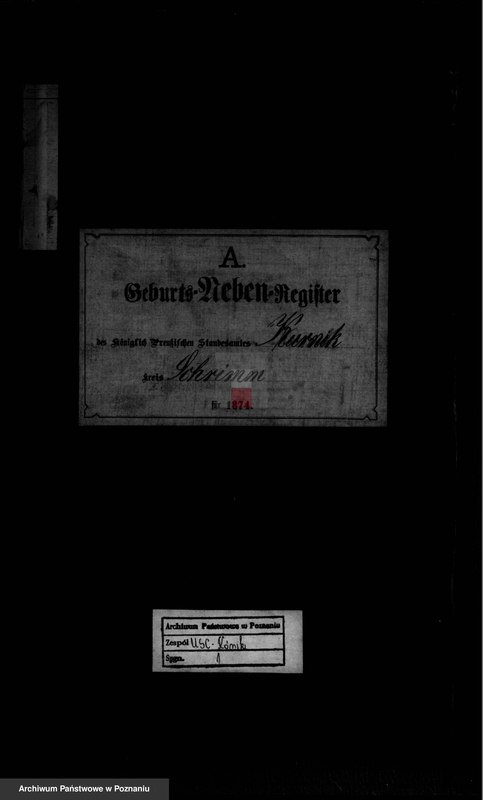 A.
Geburts-Neben-Register
des Königlich Preußischen Standesamtes Kurnik
Kreis Schrimm
für 1874.
Archiwum Państwowe w Poznaniu
Zespół USC - Kórnik
Sygn. 1
Archiwum Państwowe w Poznaniu